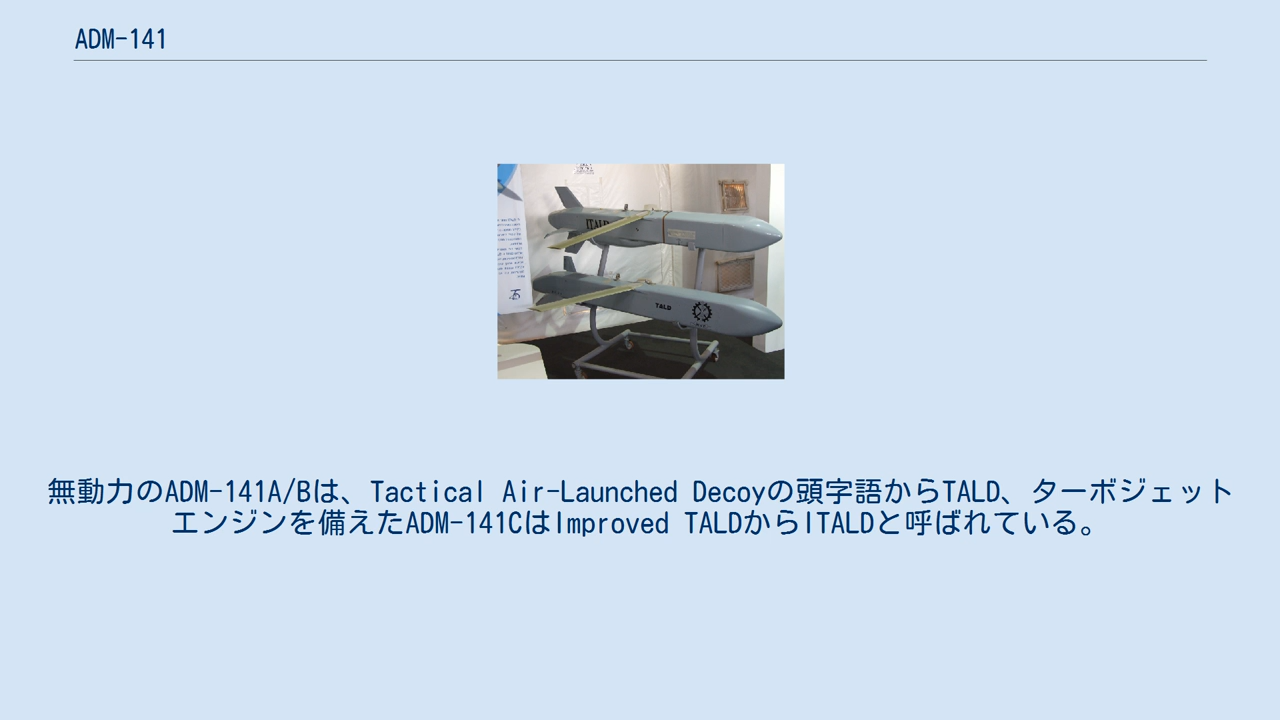 ADM-141
ITALD
TALD
無動力のADM-141A/Bは、Tactical Air-Launched Decoyの頭字語からTALD、ターボジェット
エンジンを備えたADM-141CはImproved TALDからITALDと呼ばれている。